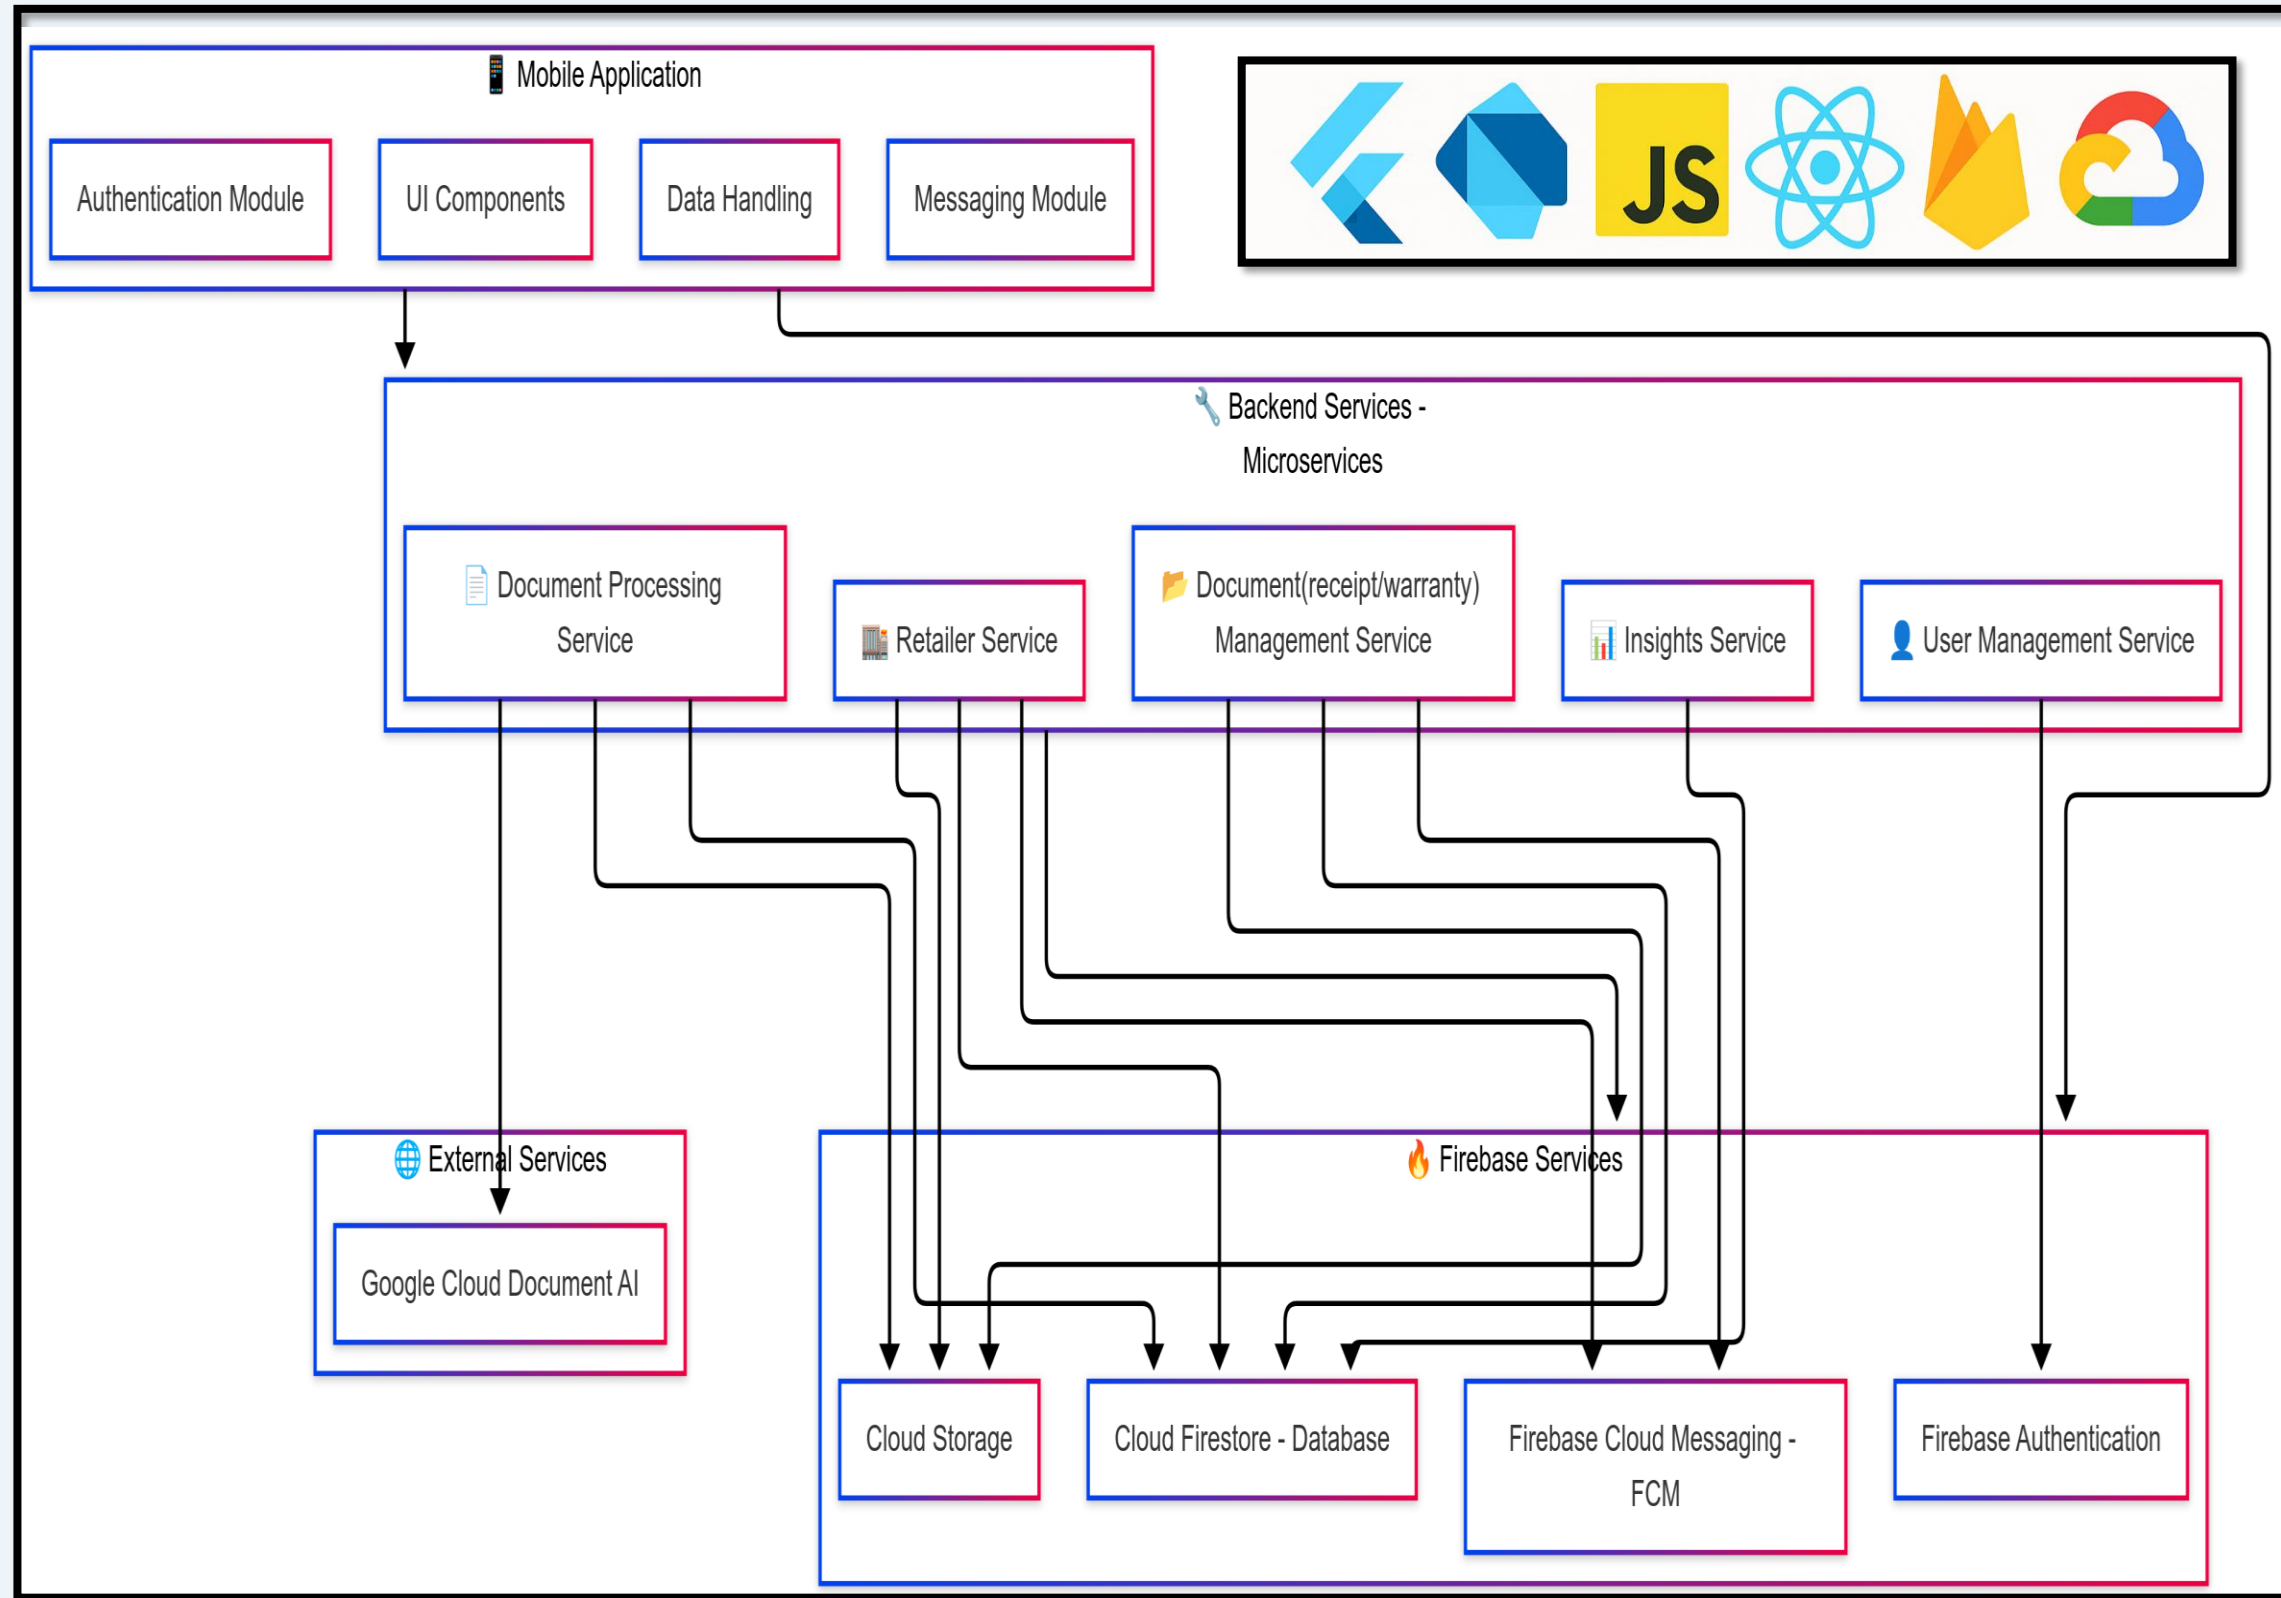 📱 Mobile Application
Authentication Module
UI Components
Data Handling
Messaging Module
JS
🔧 Backend Services -
Microservices
📄 Document Processing
Service
🏬 Retailer Service
📂 Document(receipt/warranty)
Management Service
📊 Insights Service
👤 User Management Service
🌐 External Services
Google Cloud Document AI
🔥 Firebase Services
Cloud Storage
Cloud Firestore - Database
Firebase Cloud Messaging -
FCM
Firebase Authentication